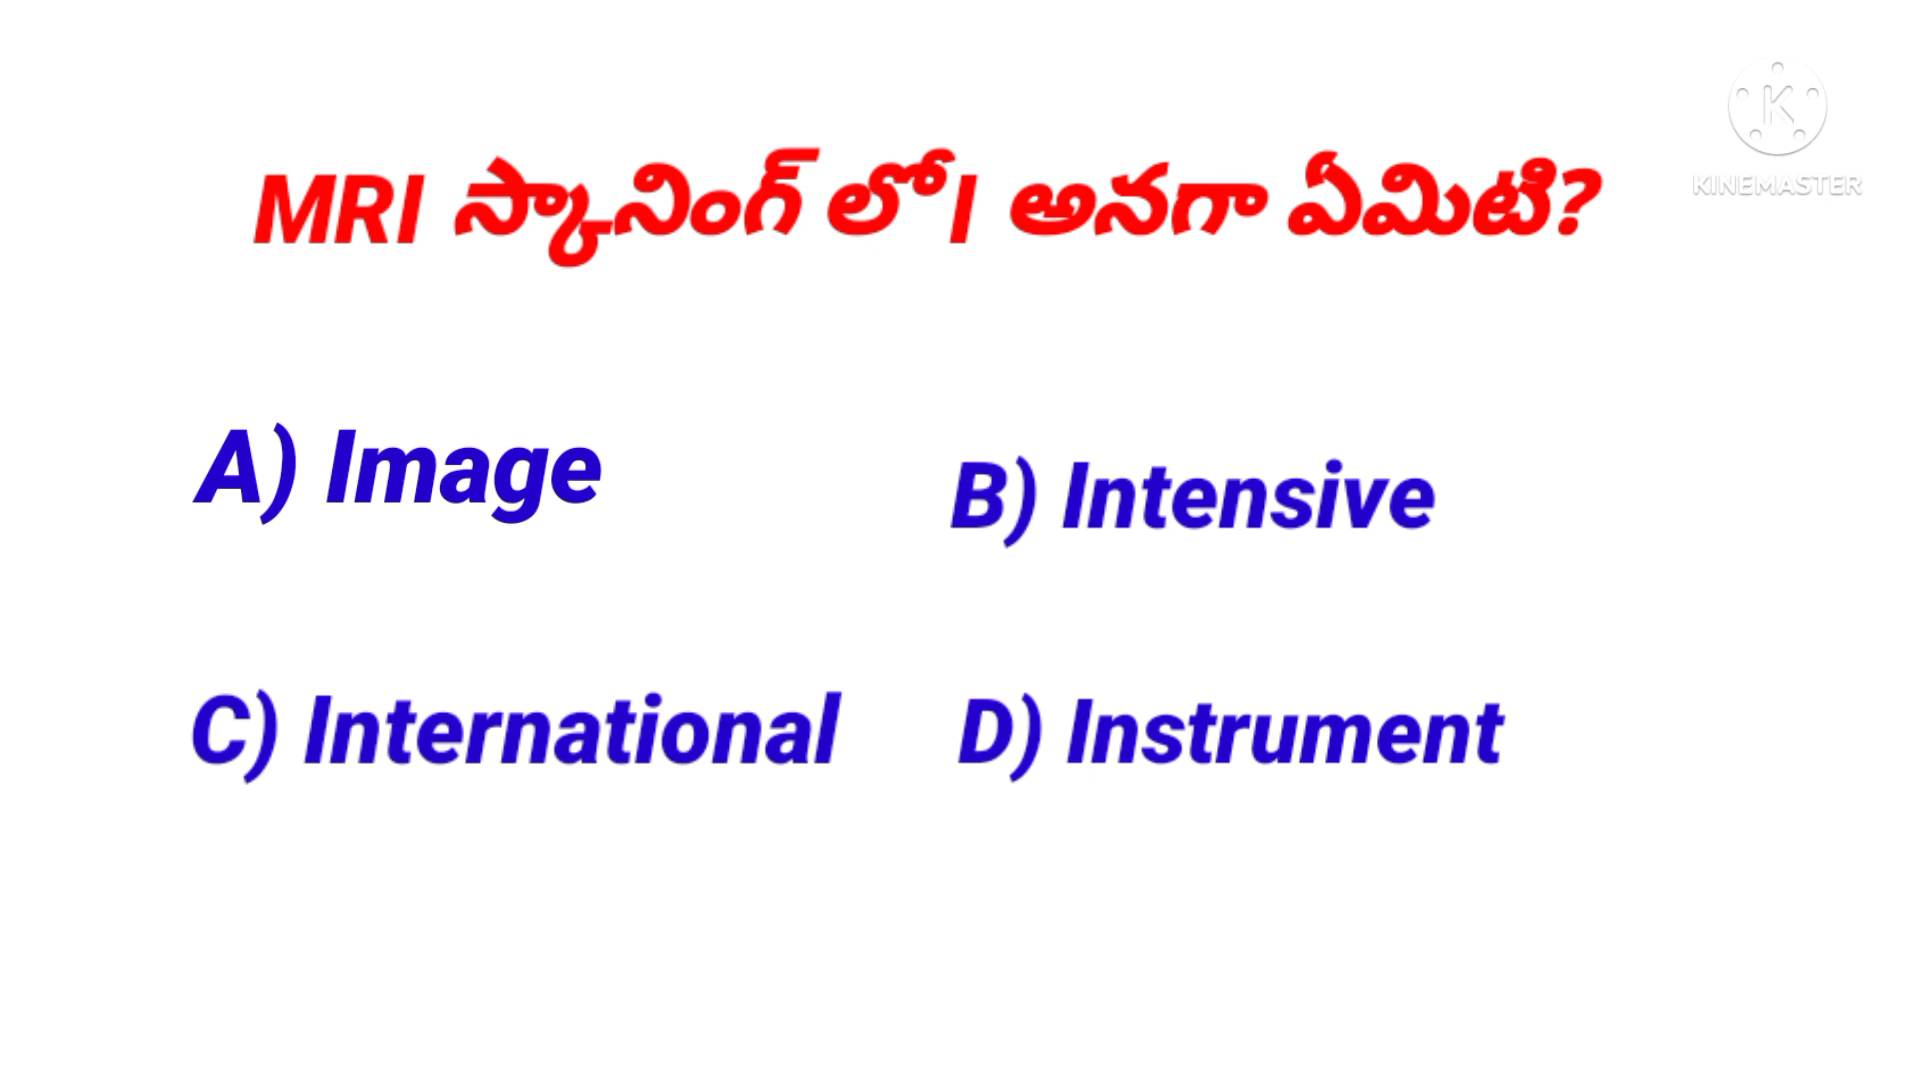 MRI స్కానింగ్ లో I అనగా ఏమిటి?
A) Image
B) Intensive
C) International
D) Instrument
K
KINEMASTER